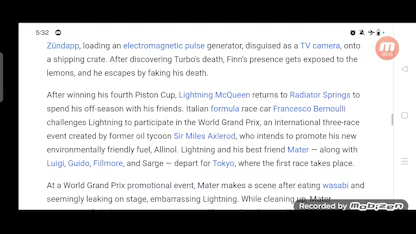 5:32
Zündapp, loading an electromagnetic pulse generator, disguised as a TV camera, onto
a shipping crate. After discovering Turbo's death, Finn's presence gets exposed to the
lemons, and he escapes by faking his death.
After winning his fourth Piston Cup, Lightning McQueen returns to Radiator Springs to
spend his off-season with his friends. Italian formula race car Francesco Bernoulli
challenges Lightning to participate in the World Grand Prix, an international three-race
event created by former oil tycoon Sir Miles Axlerod, who intends to promote his new
environmentally friendly fuel, Allinol. Lightning and his best friend Mater — along with
Luigi, Guido, Fillmore, and Sarge — depart for Tokyo, where the first race takes place.
At a World Grand Prix promotional event, Mater makes a scene after eating wasabi and
seemingly leaking on stage, embarrassing Lightning. While cleaning up, Mater
Recorded by MOBIZEN